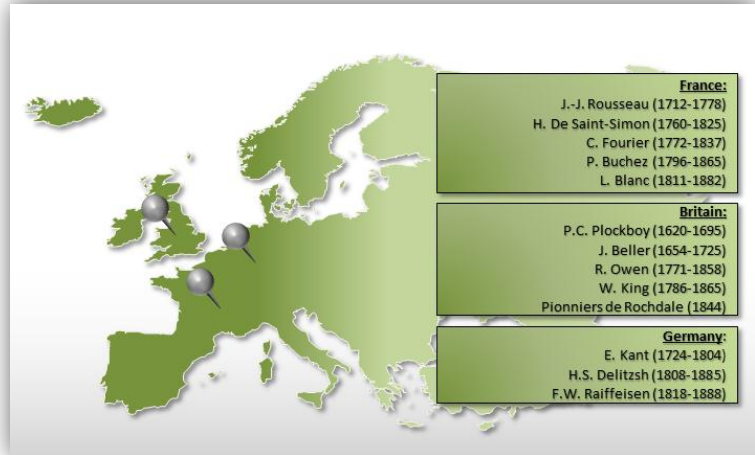 France:
J.-J. Rousseau (1712-1778)
H. De Saint-Simon (1760-1825)
C. Fourier (1772-1837)
P. Buchez (1796-1865)
L. Blanc (1811-1882)
Britain:
P.C. Plockboy (1620-1695)
J. Beller (1654-1725)
R. Owen (1771-1858)
W. King (1786-1865)
Pionniers de Rochdale (1844)
Germany:
E. Kant (1724-1804)
H.S. Delitzsh (1808-1885)
F.W. Raiffeisen (1818-1888)